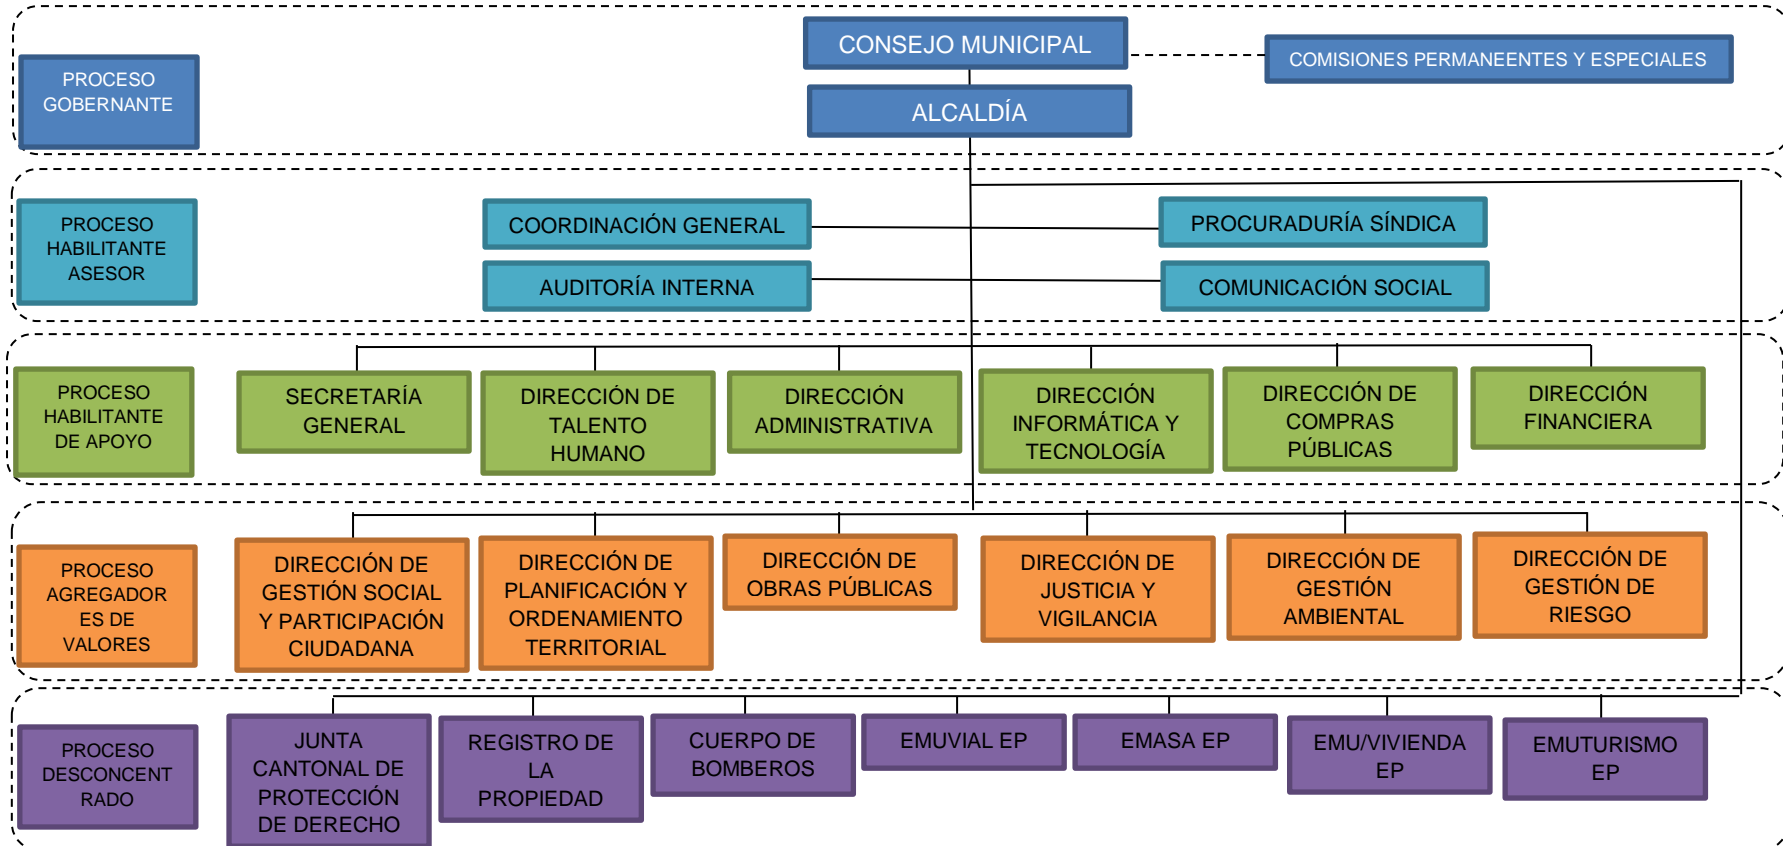 CONSEJO MUNICIPAL
COMISIONES PERMANEENTES Y ESPECIALES
PROCESO
GOBERNANTE
ALCALDÍA
PROCESO
HABILITANTE
ASESOR
COORDINACIÓN GENERAL
PROCURADURÍA SÍNDICA
AUDITORÍA INTERNA
COMUNICACIÓN SOCIAL
PROCESO
HABILITANTE
DE APOYO
SECRETARÍA
GENERAL
DIRECCIÓN DE
TALENTO
HUMANO
DIRECCIÓN
ADMINISTRATIVA
DIRECCIÓN
INFORMÁTICA Y
TECNOLOGÍA
DIRECCIÓN DE
COMPRAS
PÚBLICAS
DIRECCIÓN
FINANCIERA
PROCESO
AGREGADOR
ES DE
VALORES
DIRECCIÓN DE
GESTIÓN SOCIAL
Y PARTICIPACIÓN
CIUDADANA
DIRECCIÓN DE
PLANIFICACIÓN Y
ORDENAMIENTO
TERRITORIAL
DIRECCIÓN DE
OBRAS PÚBLICAS
DIRECCIÓN DE
JUSTICIA Y
VIGILANCIA
DIRECCIÓN DE
GESTIÓN
AMBIENTAL
DIRECCIÓN DE
GESTIÓN DE
RIESGO
PROCESO
DESCONCENT
RADO
JUNTA
CANTONAL DE
PROTECCIÓN
DE DERECHO
REGISTRO DE
LA
PROPIEDAD
CUERPO DE
BOMBEROS
EMUVIAL EP
EMASA EP
EMU/VIVIENDA
EP
EMUTURISMO
EP